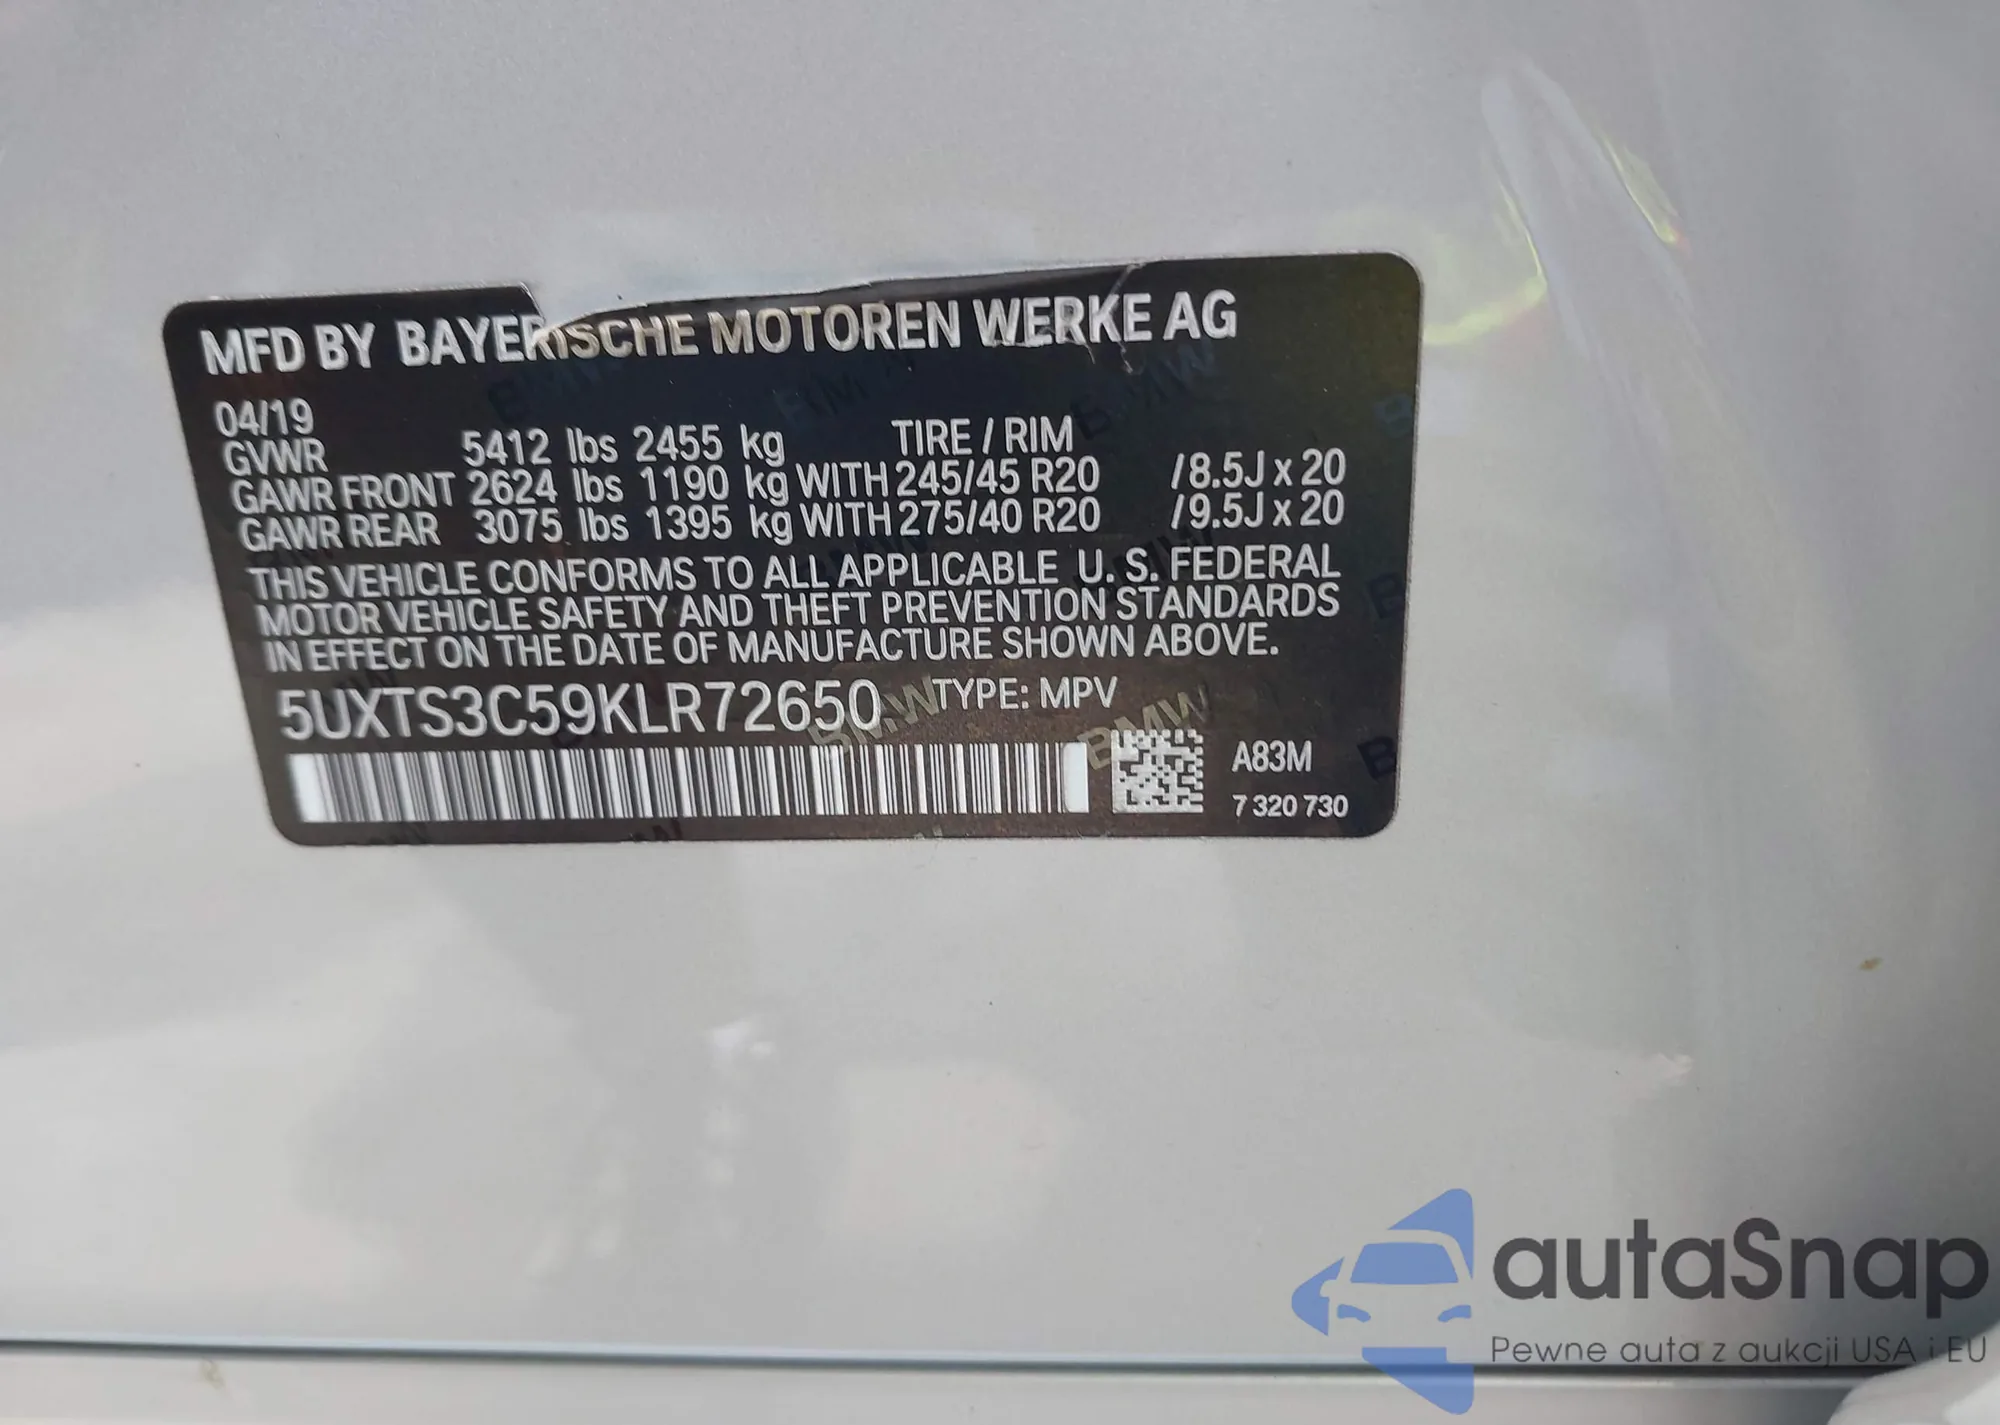 MFD BY BAYERISCHE MOTOREN WERKE AG
04/19
GVWR 5412 lbs 2455 kg TIRE / RIM
GAWR FRONT 2624 lbs 1190 kg WITH 245/45 R20 /8.5J x 20
GAWR REAR 3075 lbs 1395 kg WITH 275/40 R20 /9.5J x 20
THIS VEHICLE CONFORMS TO ALL APPLICABLE U. S. FEDERAL
MOTOR VEHICLE SAFETY AND THEFT PREVENTION STANDARDS
IN EFFECT ON THE DATE OF MANUFACTURE SHOWN ABOVE.
5UXTS3C59KLR72650 TYPE: MPV
A83M
7 320 730
autaSnap
Pewne auta z aukcji USA i EU